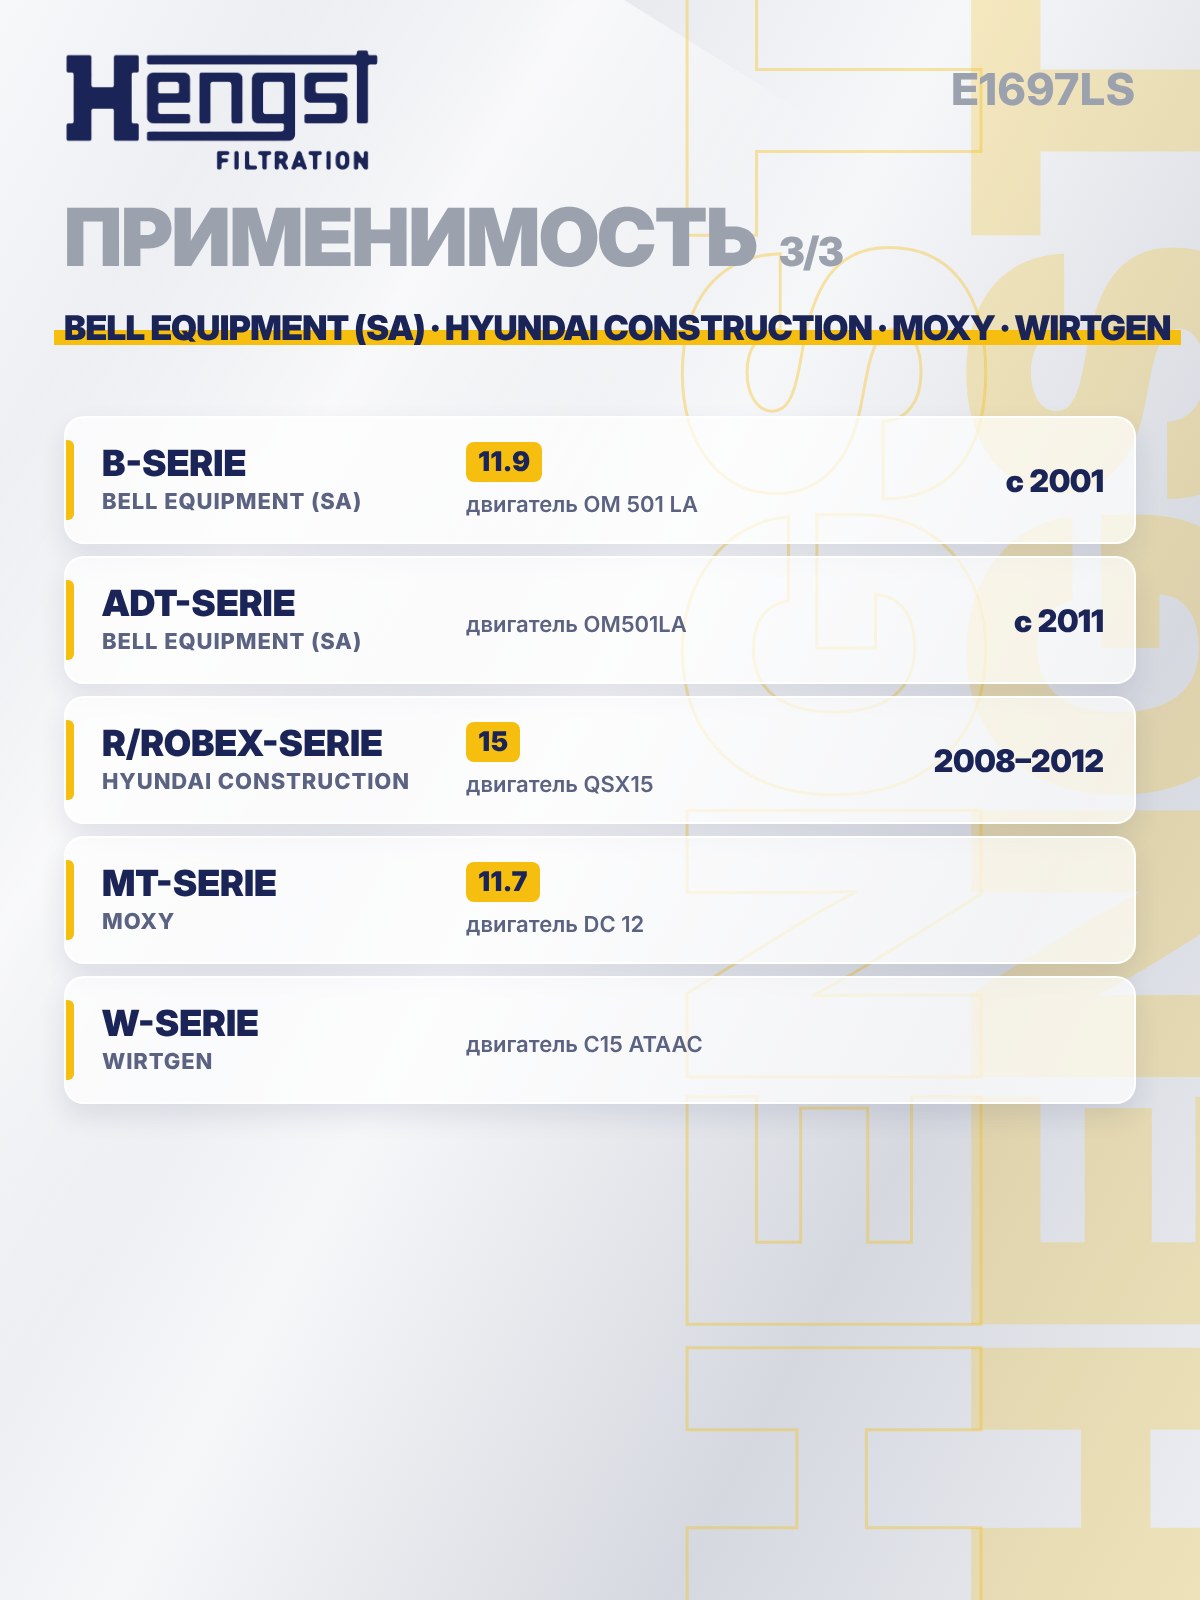 Hengst
FILTRATION
E1697LS
ПРИМЕНИМОСТЬ 3/3
BELL EQUIPMENT (SA) · HYUNDAI CONSTRUCTION · MOXY · WIRTGEN
B-SERIE
BELL EQUIPMENT (SA)
11.9
двигатель OM 501 LA
с 2001
ADT-SERIE
BELL EQUIPMENT (SA)
двигатель OM501LA
с 2011
R/ROBEX-SERIE
HYUNDAI CONSTRUCTION
15
двигатель QSX15
2008–2012
MT-SERIE
MOXY
11.7
двигатель DC 12
W-SERIE
WIRTGEN
двигатель C15 ATAAC
HENGST
HENGST